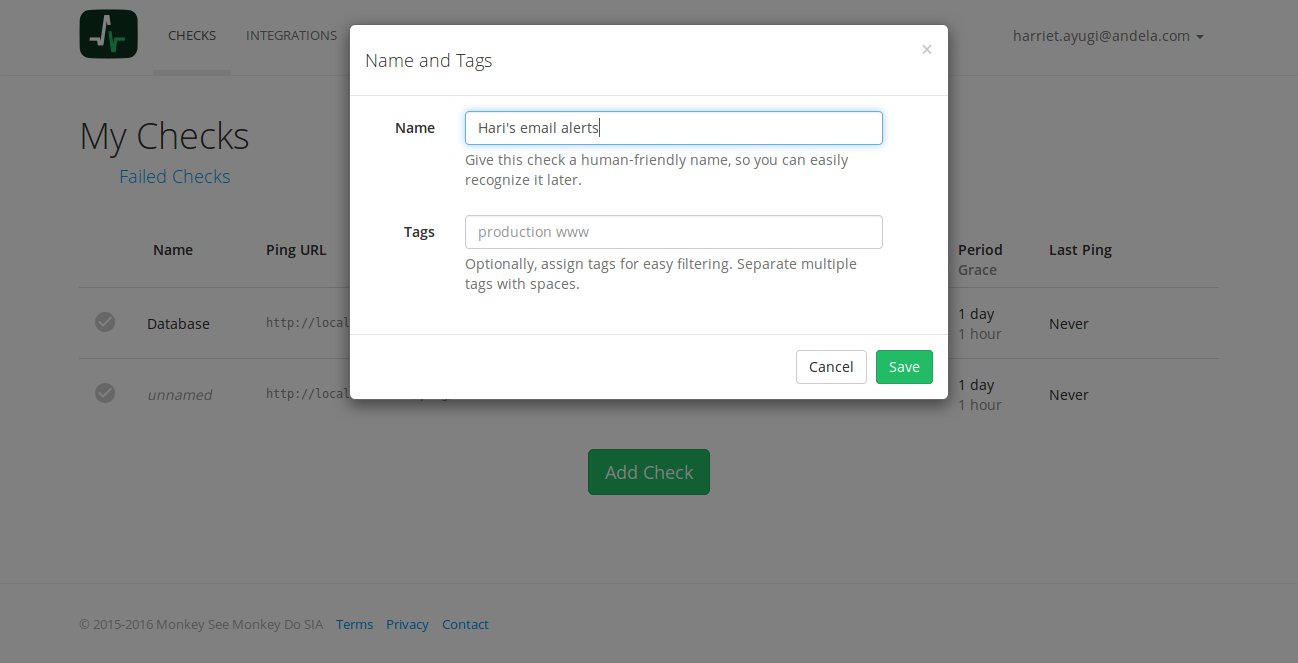 CHECKS INTEGRATIONS harriet.ayugi@andela.com
Name and Tags ×
My Checks
Failed Checks
Name Hari's email alerts
Give this check a human-friendly name, so you can easily
recognize it later.
Tags production www
Optionally, assign tags for easy filtering. Separate multiple
tags with spaces.
Cancel Save
Name Ping URL Period Last Ping
Grace
Database http://local 1 day Never
1 hour
unnamed http://local 1 day Never
1 hour
Add Check
© 2015-2016 Monkey See Monkey Do SIA Terms Privacy Contact